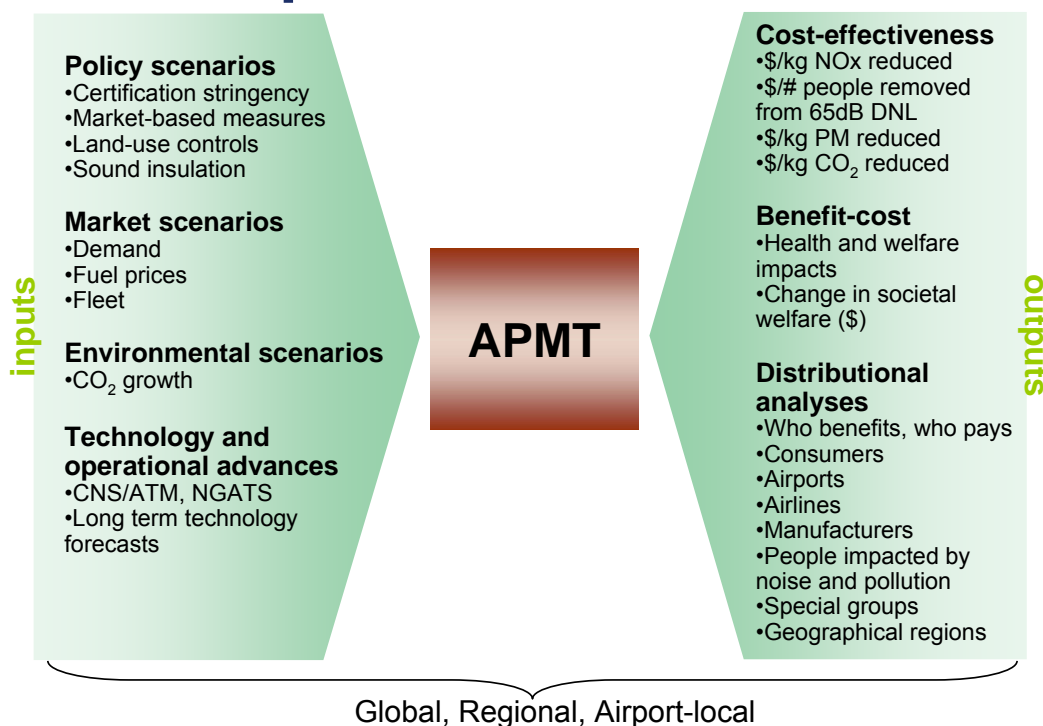 inputs
Policy scenarios
•Certification stringency
•Market-based measures
•Land-use controls
•Sound insulation
Market scenarios
•Demand
•Fuel prices
•Fleet
Environmental scenarios
•CO₂ growth
Technology and
operational advances
•CNS/ATM, NGATS
•Long term technology
forecasts
APMT
Cost-effectiveness
•$/kg NOx reduced
•$/# people removed
from 65dB DNL
•$/kg PM reduced
•$/kg CO₂ reduced
Benefit-cost
•Health and welfare
impacts
•Change in societal
welfare ($)
Distributional
analyses
•Who benefits, who pays
•Consumers
•Airports
•Airlines
•Manufacturers
•People impacted by
noise and pollution
•Special groups
•Geographical regions
outputs
Global, Regional, Airport-local